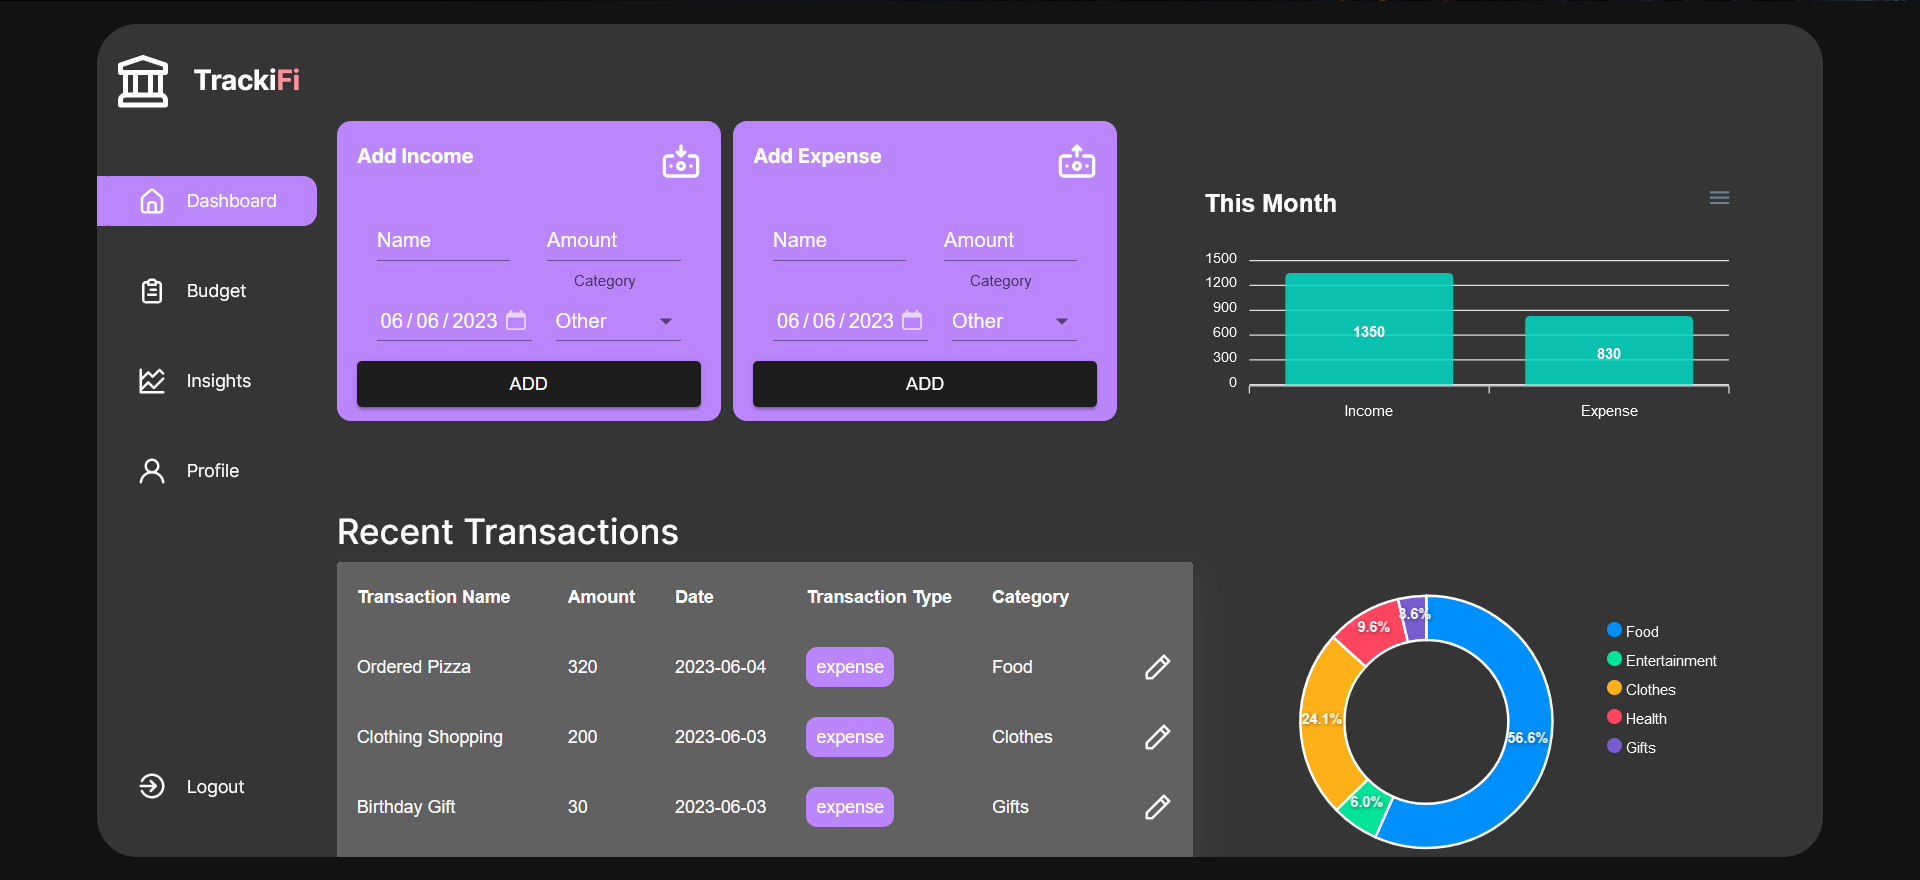 TrackiFi
Dashboard
Budget
Insights
Profile
Logout
Add Income
Name
Amount
Category
06/06/2023
Other
ADD
Add Expense
Name
Amount
Category
06/06/2023
Other
ADD
This Month
1500
1200
900
600
300
0
1350
830
Income
Expense
Recent Transactions
Transaction Name Amount Date Transaction Type Category
Ordered Pizza 320 2023-06-04 expense Food
Clothing Shopping 200 2023-06-03 expense Clothes
Birthday Gift 30 2023-06-03 expense Gifts
3.6%
9.6%
24.1%
56.6%
6.0%
Food
Entertainment
Clothes
Health
Gifts